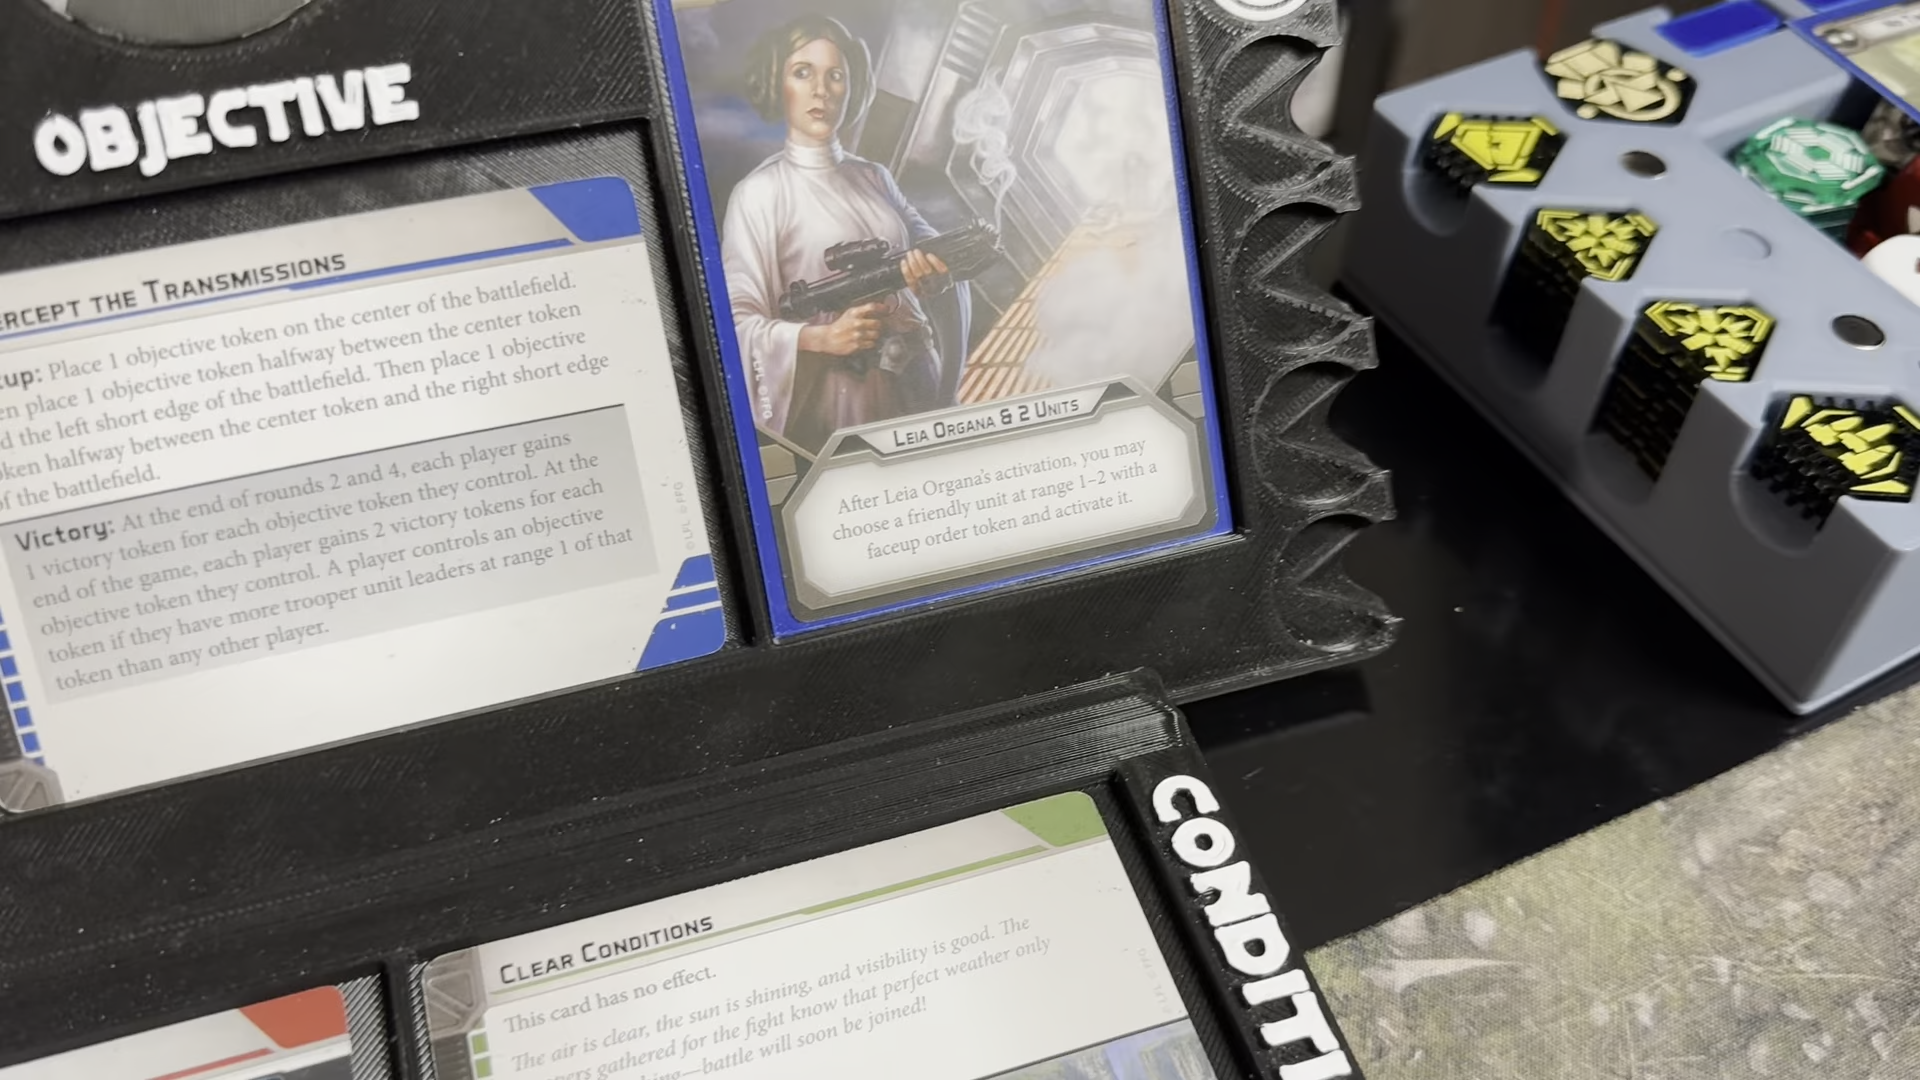 OBJECTIVE
ERCEPT THE TRANSMISSIONS
tup: Place 1 objective token on the center of the battlefield.
en place 1 objective token halfway between the center token
d the left short edge of the battlefield. Then place 1 objective
oken halfway between the center token and the right short edge
of the battlefield.
Victory: At the end of rounds 2 and 4, each player gains
1 victory token for each objective token they control. At the
end of the game, each player gains 2 victory tokens for each
objective token they control. A player controls an objective
token if they have more trooper unit leaders at range 1 of that
token than any other player.
LEIA ORGANA & 2 UNITS
After Leia Organa's activation, you may
choose a friendly unit at range 1–2 with a
faceup order token and activate it.
CLEAR CONDITIONS
This card has no effect.
The air is clear, the sun is shining, and visibility is good. The
pers gathered for the fight know that perfect weather only
thing—battle will soon be joined!
CONDITI